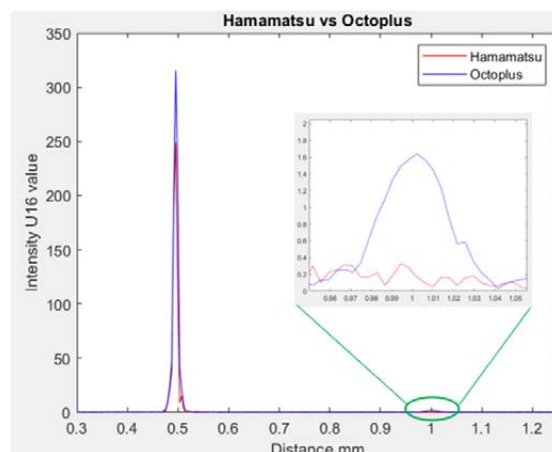 Hamamatsu vs Octoplus
350
300
250
200
150
100
50
0
Intensity U16 value
Hamamatsu
Octoplus
2
1.8
1.6
1.4
1.2
1
0.8
0.6
0.4
0.2
0
0.96 0.97 0.98 0.99 1 1.01 1.02 1.03 1.04 1.05
0.3 0.4 0.5 0.6 0.7 0.8 0.9 1 1.1 1.2
Distance mm